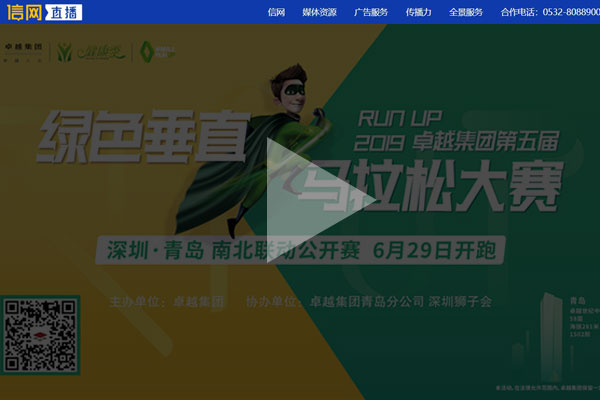 信网 直播 信网 媒体资源 广告服务 传播力 全景服务 合作电话：0532-8088900
卓越集团
RUN UP
绿色垂直
2019 卓越集团第五届
马拉松大赛
深圳·青岛 南北联动公开赛 6月29日开跑
主办单位：卓越集团 协办单位：卓越集团青岛分公司 深圳狮子会
青岛
卓越世纪中